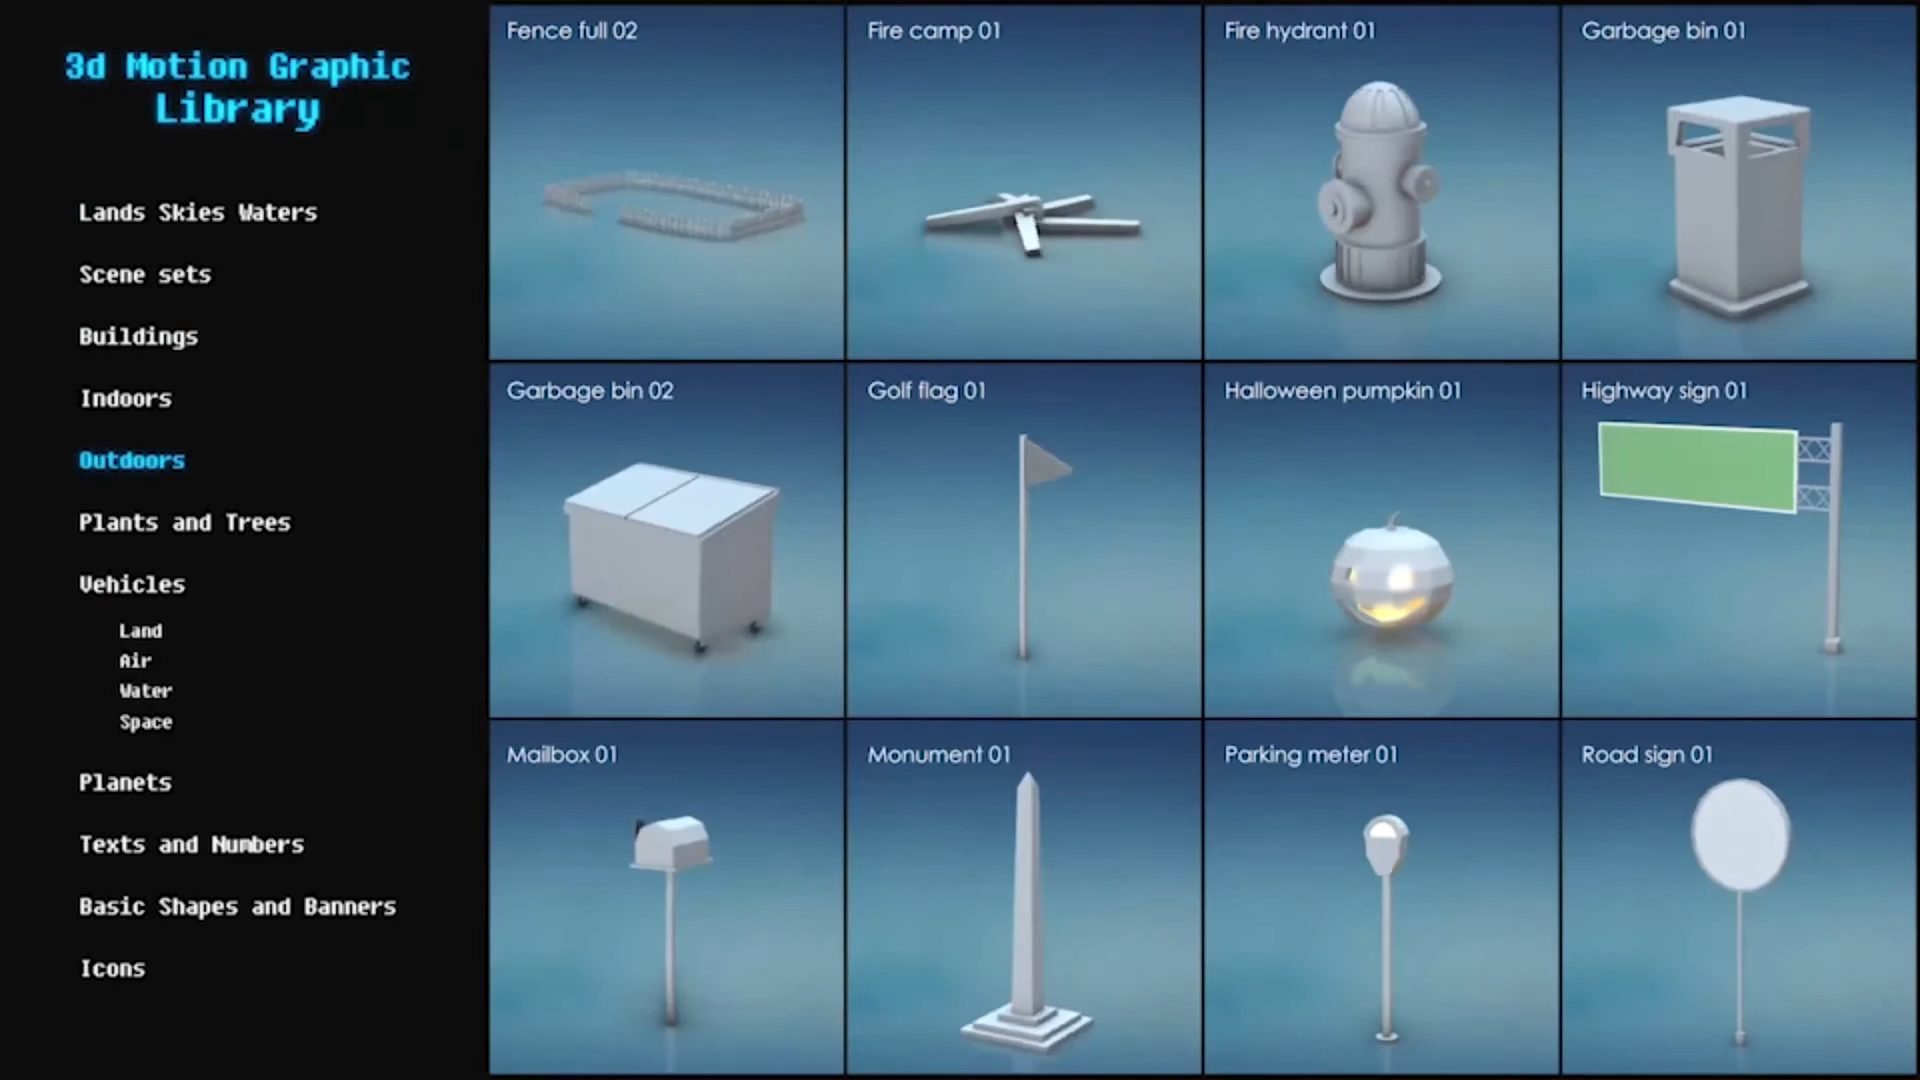 3d Motion Graphic
Library
Lands Skies Waters
Scene sets
Buildings
Indoors
Outdoors
Plants and Trees
Vehicles
Land
Air
Water
Space
Planets
Texts and Numbers
Basic Shapes and Banners
Icons
Fence full 02
Fire camp 01
Fire hydrant 01
Garbage bin 01
Garbage bin 02
Golf flag 01
Halloween pumpkin 01
Highway sign 01
Mailbox 01
Monument 01
Parking meter 01
Road sign 01